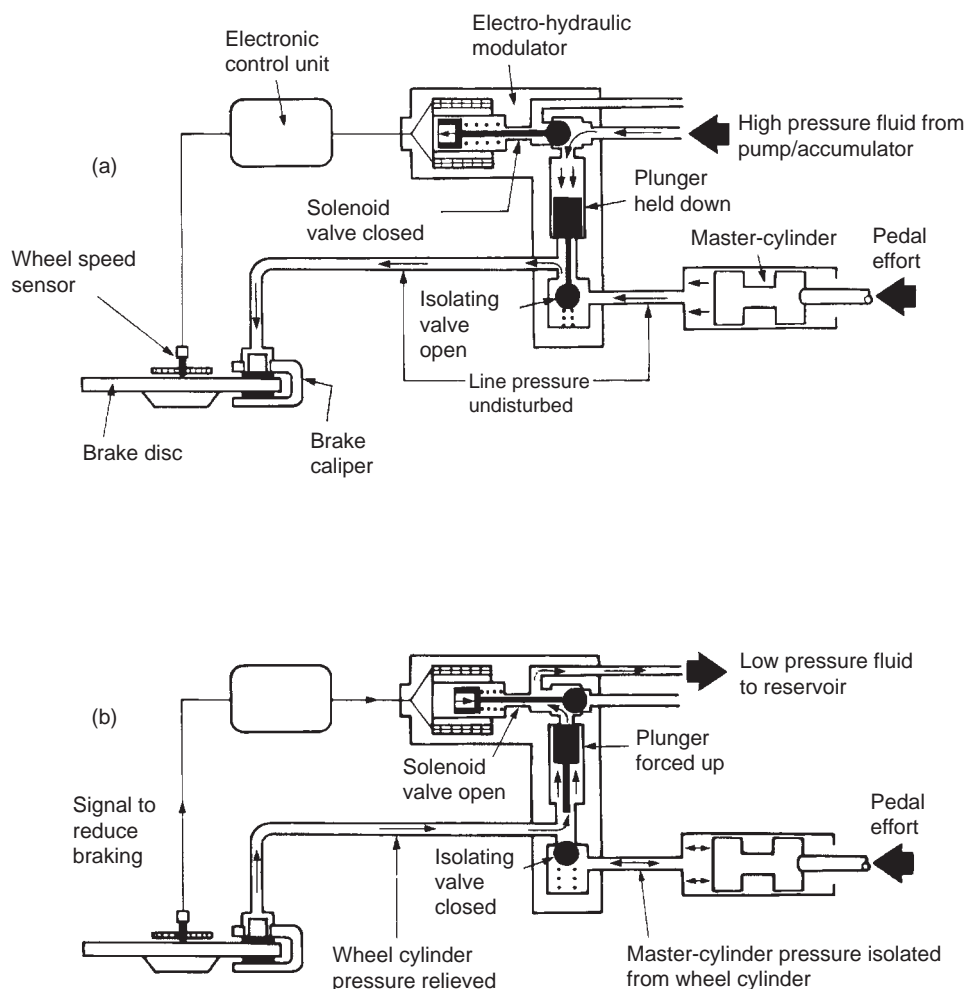 Electronic
control unit
Electro-hydraulic
modulator
High pressure fluid from
pump/accumulator
(a)
Plunger
held down
Solenoid
valve closed
Wheel speed
sensor
Master-cylinder
Pedal
effort
Isolating
valve
open
Line pressure
undisturbed
Brake disc
Brake
caliper
Low pressure fluid
to reservoir
(b)
Plunger
forced up
Solenoid
valve open
Signal to
reduce
braking
Pedal
effort
Isolating
valve
closed
Wheel cylinder
pressure relieved
Master-cylinder pressure isolated
from wheel cylinder